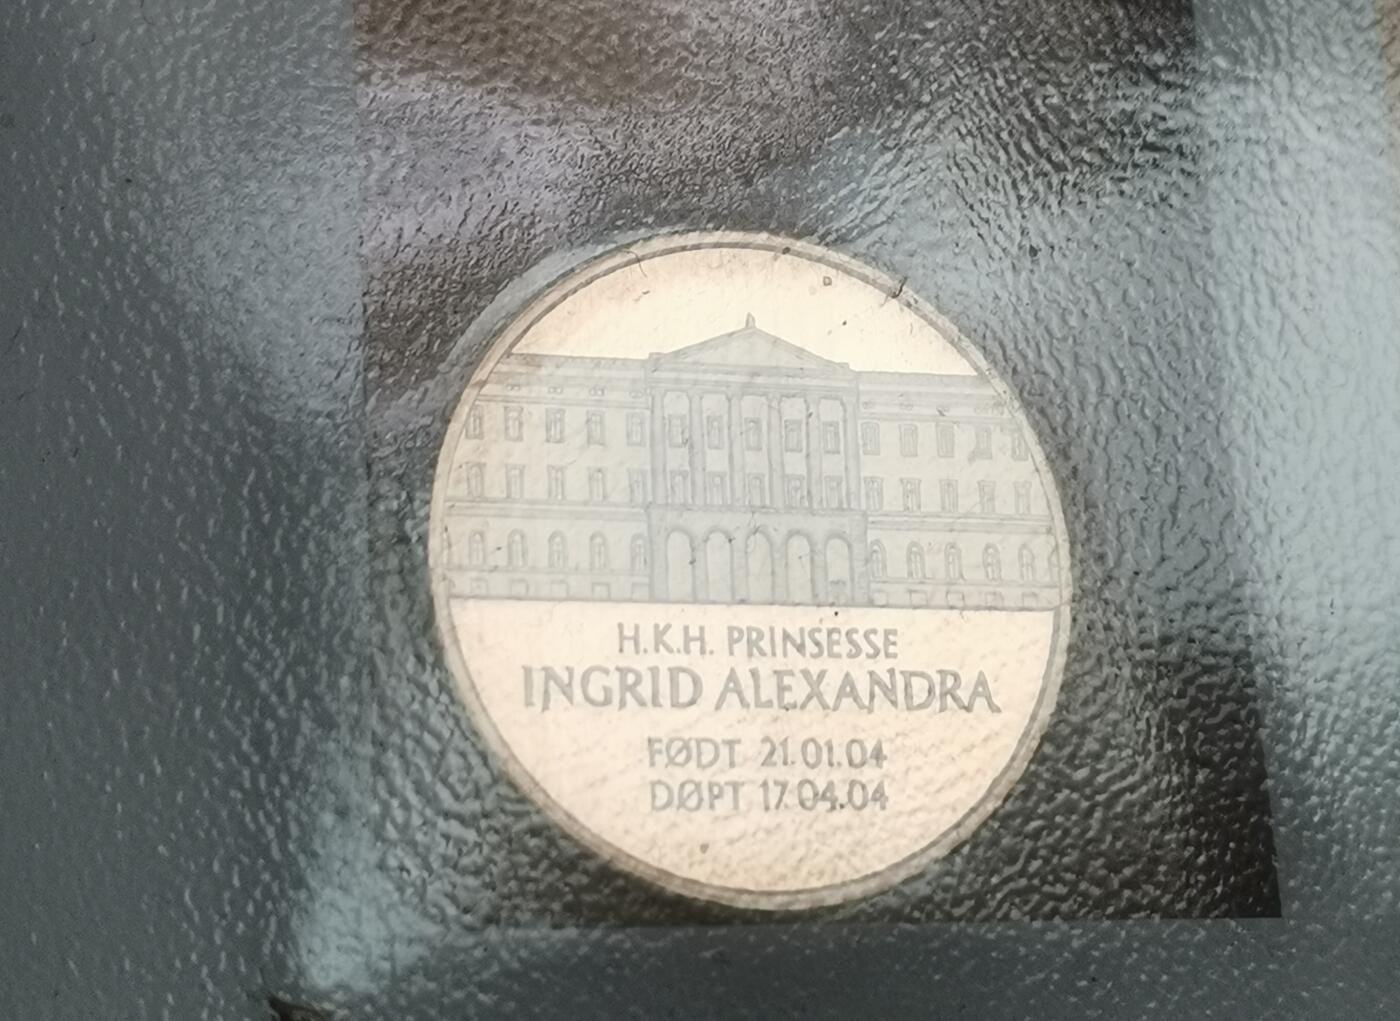 H.K.H. PRINSESSE
INGRID ALEXANDRA
FØDT 21.01.04
DØPT 17.04.04